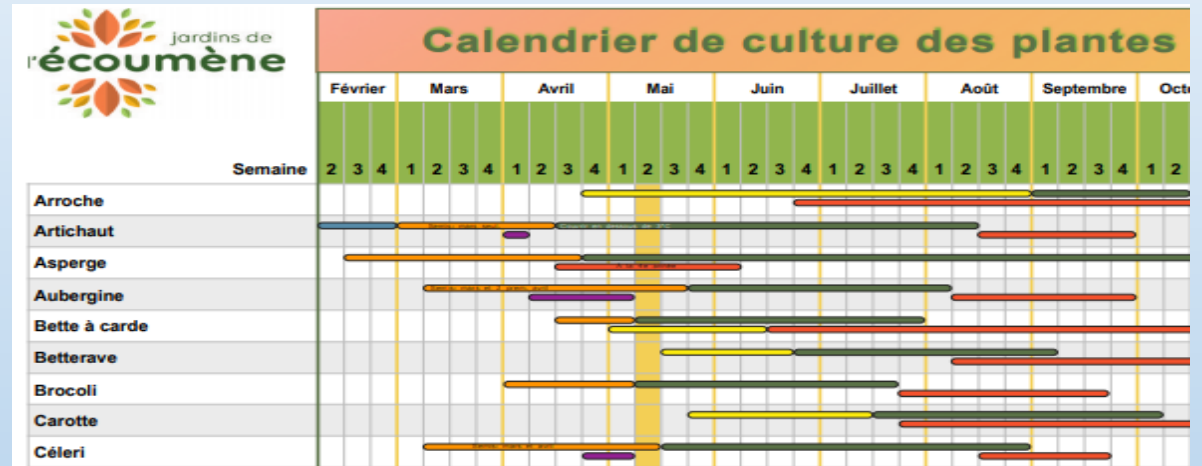 jardins de
l'écoumène
Calendrier de culture des plantes
Février Mars Avril Mai Juin Juillet Août Septembre Octo
Semaine 2 3 4 1 2 3 4 1 2 3 4 1 2 3 4 1 2 3 4 1 2 3 4 1 2 3 4 1 2 3 4 1 2
Arroche
Artichaut
Asperge
Aubergine
Bette à carde
Betterave
Brocoli
Carotte
Céleri